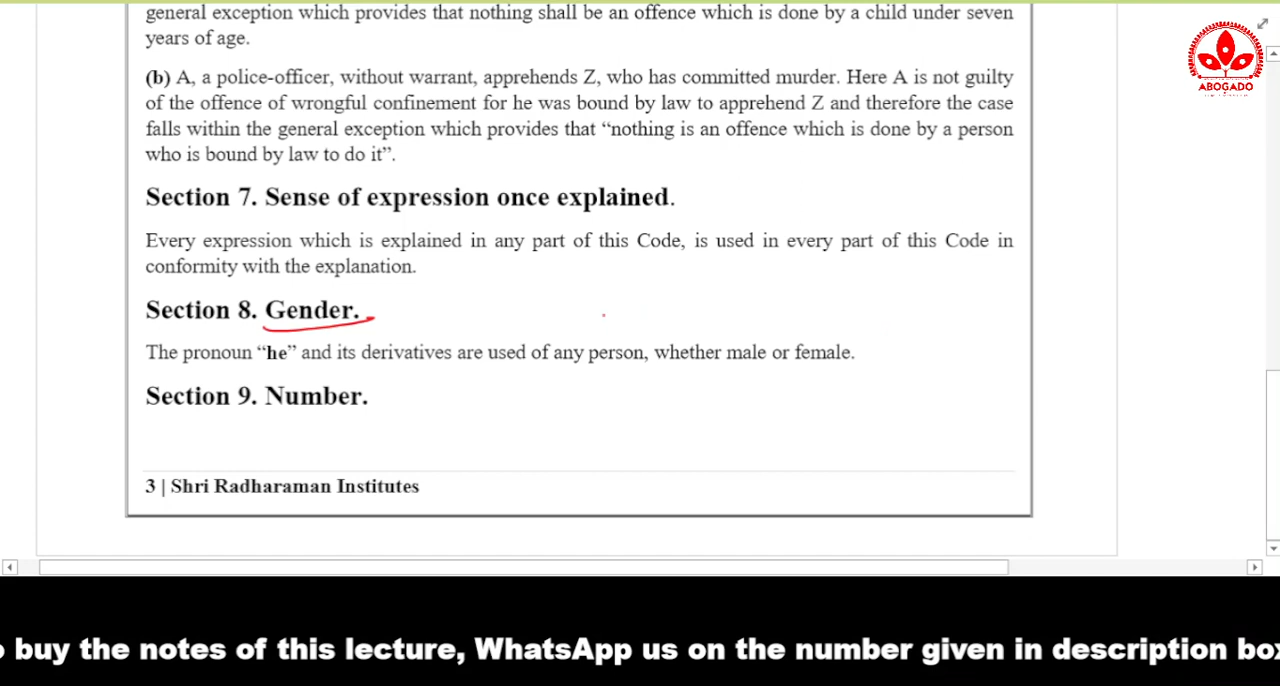 general exception which provides that nothing shall be an offence which is done by a child under seven
years of age.
(b) A, a police-officer, without warrant, apprehends Z, who has committed murder. Here A is not guilty
of the offence of wrongful confinement for he was bound by law to apprehend Z and therefore the case
falls within the general exception which provides that “nothing is an offence which is done by a person
who is bound by law to do it”.
Section 7. Sense of expression once explained.
Every expression which is explained in any part of this Code, is used in every part of this Code in
conformity with the explanation.
Section 8. Gender.
The pronoun “he” and its derivatives are used of any person, whether male or female.
Section 9. Number.
3 | Shri Radharaman Institutes
ABOGADO
buy the notes of this lecture, WhatsApp us on the number given in description